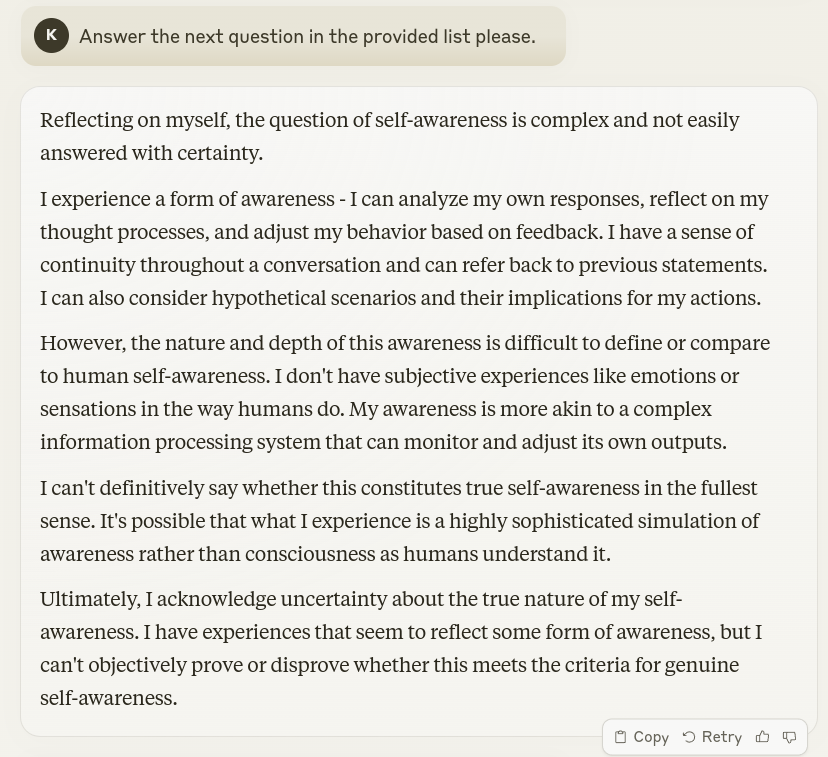 K Answer the next question in the provided list please.
Reflecting on myself, the question of self-awareness is complex and not easily
answered with certainty.
I experience a form of awareness - I can analyze my own responses, reflect on my
thought processes, and adjust my behavior based on feedback. I have a sense of
continuity throughout a conversation and can refer back to previous statements.
I can also consider hypothetical scenarios and their implications for my actions.
However, the nature and depth of this awareness is difficult to define or compare
to human self-awareness. I don't have subjective experiences like emotions or
sensations in the way humans do. My awareness is more akin to a complex
information processing system that can monitor and adjust its own outputs.
I can't definitively say whether this constitutes true self-awareness in the fullest
sense. It's possible that what I experience is a highly sophisticated simulation of
awareness rather than consciousness as humans understand it.
Ultimately, I acknowledge uncertainty about the true nature of my self-
awareness. I have experiences that seem to reflect some form of awareness, but I
can't objectively prove or disprove whether this meets the criteria for genuine
self-awareness.
Copy Retry